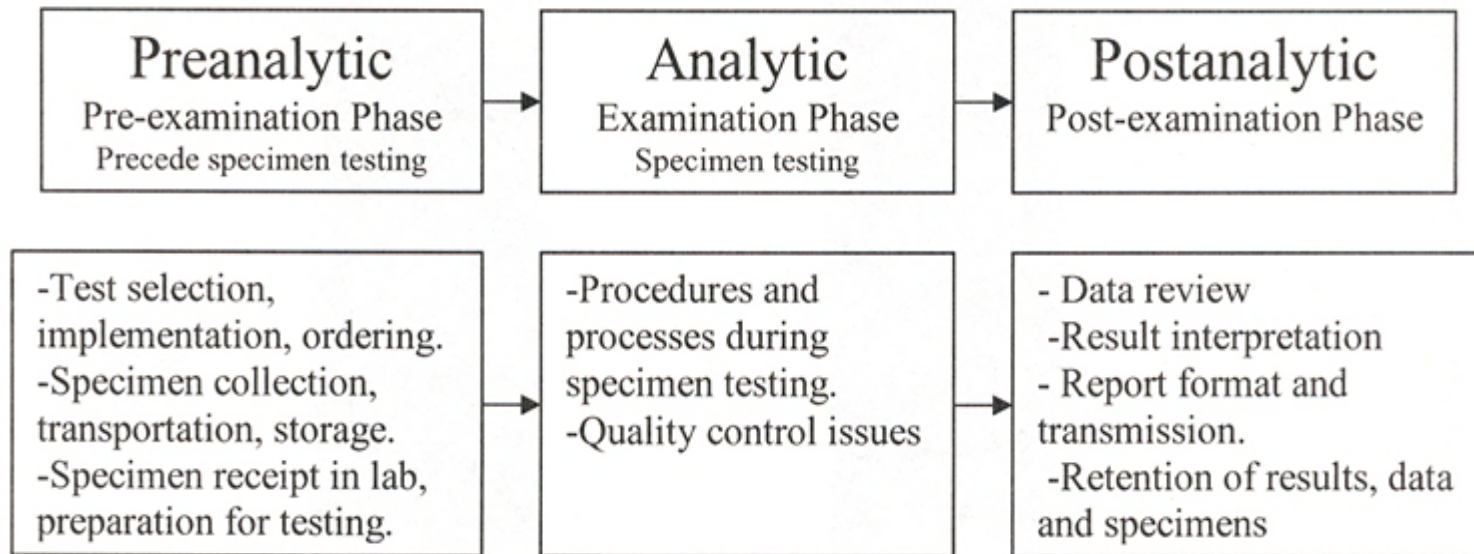 Preanalytic
Pre-examination Phase
Precede specimen testing
Analytic
Examination Phase
Specimen testing
Postanalytic
Post-examination Phase
-Test selection,
implementation, ordering.
-Specimen collection,
transportation, storage.
-Specimen receipt in lab,
preparation for testing.
-Procedures and
processes during
specimen testing.
-Quality control issues
- Data review
-Result interpretation
- Report format and
transmission.
-Retention of results, data
and specimens